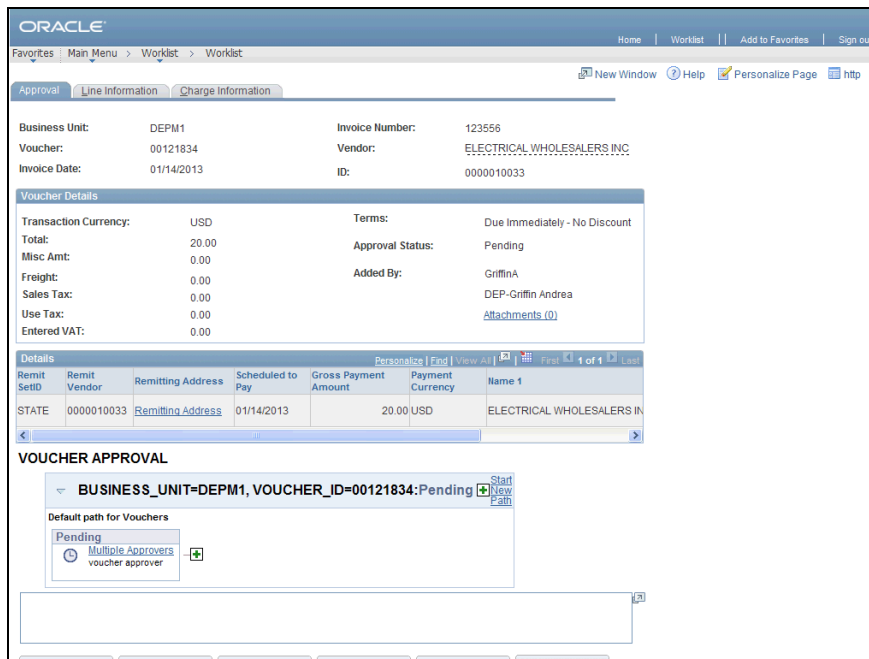 ORACLE
Home | Worklist | Add to Favorites | Sign ou
Favorites Main Menu > Worklist > Worklist
New Window Help Personalize Page http
Approval Line Information Charge Information
Business Unit: DEPM1 Invoice Number: 123556
Voucher: 00121834 Vendor: ELECTRICAL WHOLESALERS INC
Invoice Date: 01/14/2013 ID: 0000010033
Voucher Details
Transaction Currency: USD Terms: Due Immediately - No Discount
Total: 20.00 Approval Status: Pending
Misc Amt: 0.00
Freight: 0.00 Added By: GriffinA
Sales Tax: 0.00 DEP-Griffin Andrea
Use Tax: 0.00 Attachments (0)
Entered VAT: 0.00
Details Personalize | Find | View All | First 1 of 1 Last
Remit SetID Remit Vendor Remitting Address Scheduled to Pay Gross Payment Amount Payment Currency Name 1
STATE 0000010033 Remitting Address 01/14/2013 20.00 USD ELECTRICAL WHOLESALERS IN
VOUCHER APPROVAL
BUSINESS_UNIT=DEPM1, VOUCHER_ID=00121834:Pending Start New Path
Default path for Vouchers
Pending
Multiple Approvers
voucher approver